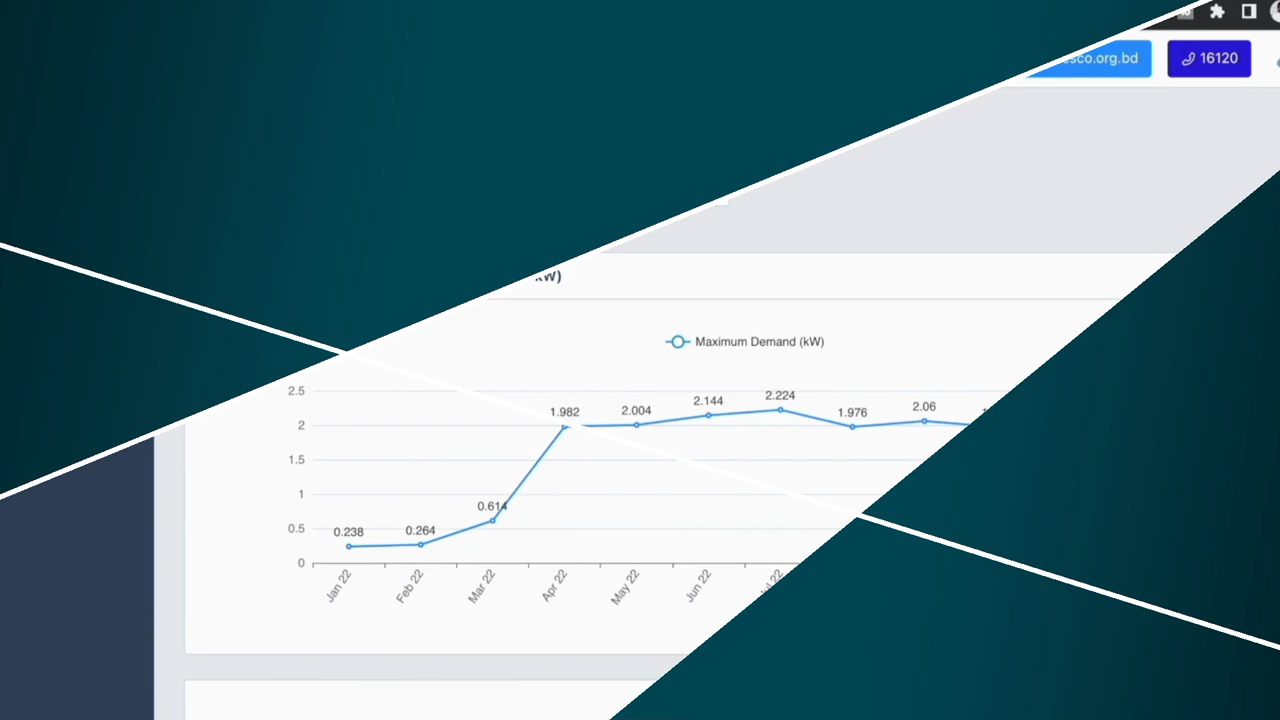 sco.org.bd
16120
kW)
Maximum Demand (kW)
2.5
2
1.5
1
0.5
0
0.238
0.264
0.614
1.982
2.004
2.144
2.224
1.976
2.06
Jan 22
Feb 22
Mar 22
Apr 22
May 22
Jun 22
22